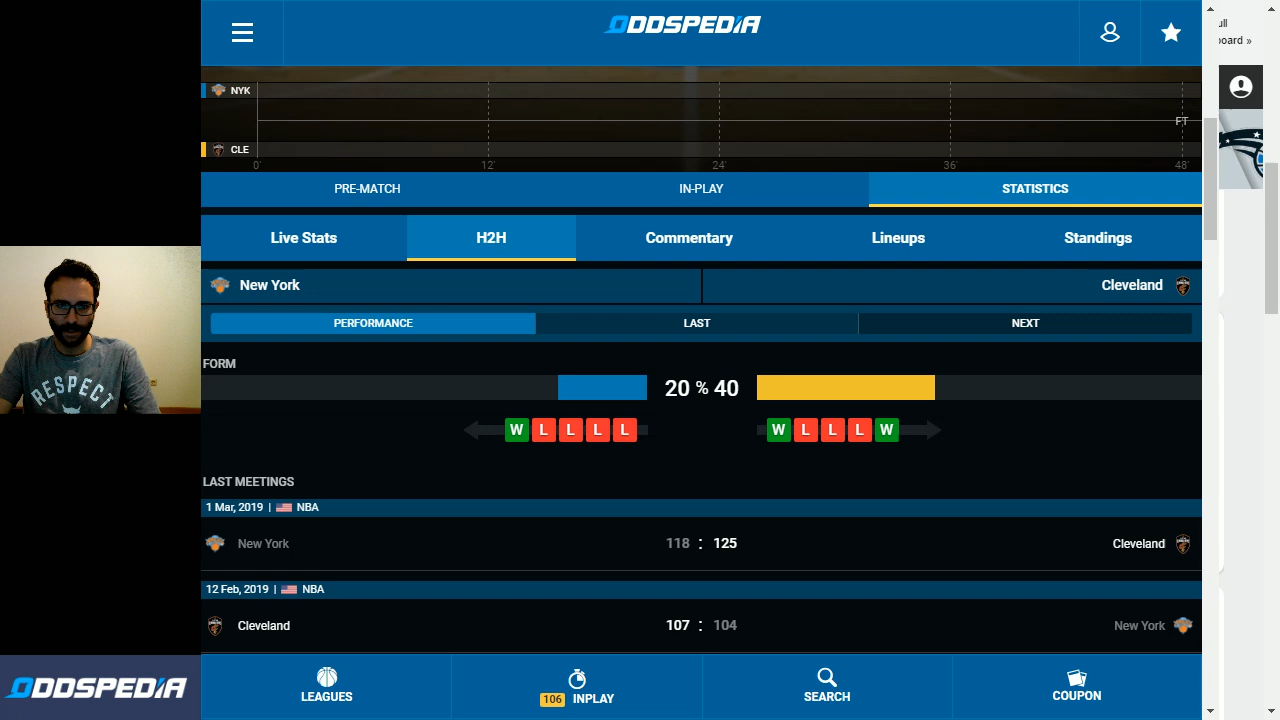 ODDSPEDIA
ull
board »
NYK
FT
CLE
0' 12' 24' 36' 48'
PRE-MATCH IN-PLAY STATISTICS
Live Stats H2H Commentary Lineups Standings
New York Cleveland
PERFORMANCE LAST NEXT
FORM
20 % 40
W L L L L W L L L W
RESPECT
LAST MEETINGS
1 Mar, 2019 | NBA
New York 118 : 125 Cleveland
12 Feb, 2019 | NBA
Cleveland 107 : 104 New York
ODDSPEDIA
LEAGUES 106 INPLAY SEARCH COUPON